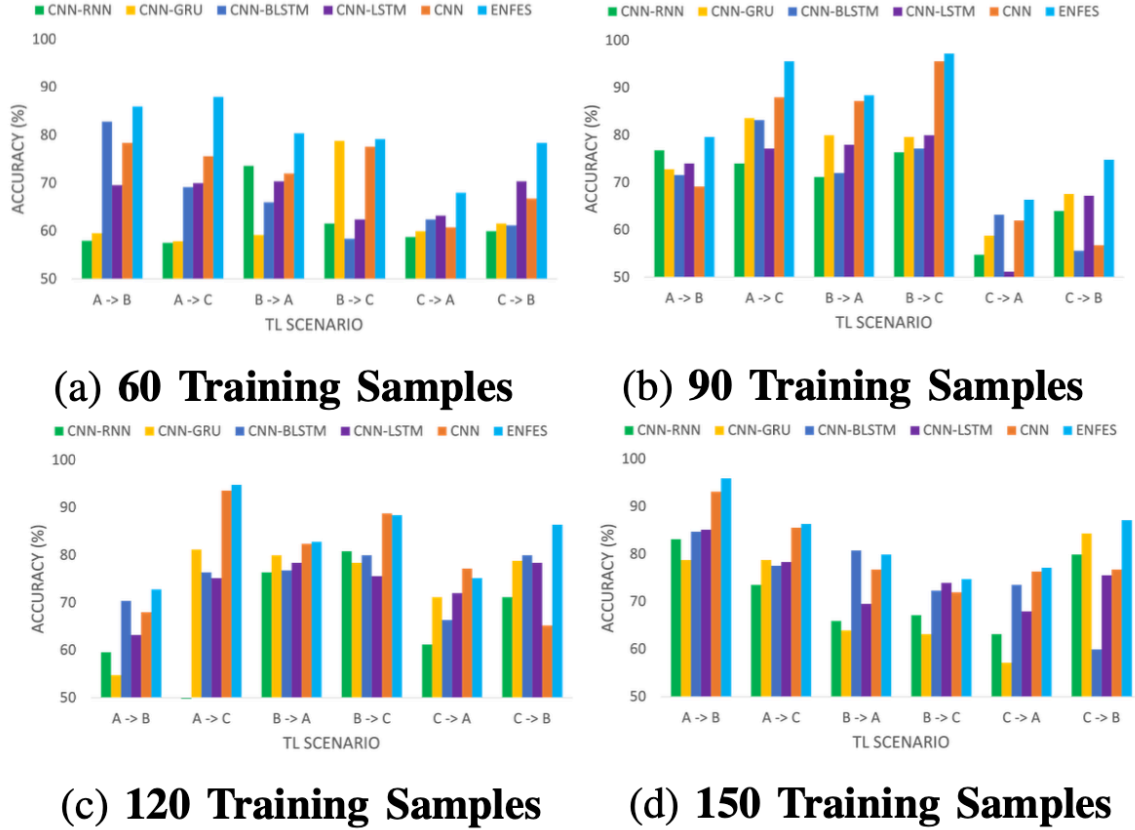 CNN-RNN CNN-GRU CNN-BLSTM CNN-LSTM CNN ENFES
100
90
80
70
60
50
ACCURACY (%)
A -> B A -> C B -> A B -> C C -> A C -> B
TL SCENARIO
(a) 60 Training Samples
CNN-RNN CNN-GRU CNN-BLSTM CNN-LSTM CNN ENFES
100
90
80
70
60
50
ACCURACY (%)
A -> B A -> C B -> A B -> C C -> A C -> B
TL SCENARIO
(b) 90 Training Samples
CNN-RNN CNN-GRU CNN-BLSTM CNN-LSTM CNN ENFES
100
90
80
70
60
50
ACCURACY (%)
A -> B A -> C B -> A B -> C C -> A C -> B
TL SCENARIO
(c) 120 Training Samples
CNN-RNN CNN-GRU CNN-BLSTM CNN-LSTM CNN ENFES
100
90
80
70
60
50
ACCURACY (%)
A -> B A -> C B -> A B -> C C -> A C -> B
TL SCENARIO
(d) 150 Training Samples